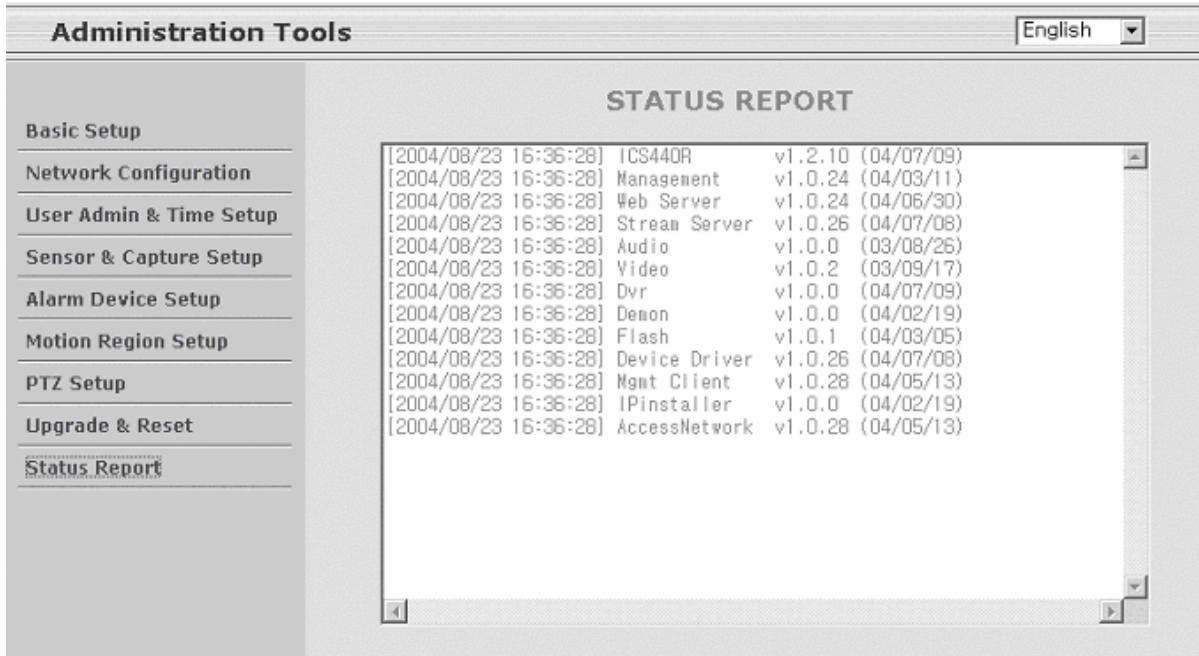 Administration Tools
English
Basic Setup
Network Configuration
User Admin & Time Setup
Sensor & Capture Setup
Alarm Device Setup
Motion Region Setup
PTZ Setup
Upgrade & Reset
Status Report
STATUS REPORT
[2004/08/23 16:36:28] ICS440R v1.2.10 (04/07/09)
[2004/08/23 16:36:28] Management v1.0.24 (04/03/11)
[2004/08/23 16:36:28] Web Server v1.0.24 (04/06/30)
[2004/08/23 16:36:28] Stream Server v1.0.26 (04/07/08)
[2004/08/23 16:36:28] Audio v1.0.0 (03/08/26)
[2004/08/23 16:36:28] Video v1.0.2 (03/09/17)
[2004/08/23 16:36:28] Dvr v1.0.0 (04/07/09)
[2004/08/23 16:36:28] Demon v1.0.0 (04/02/19)
[2004/08/23 16:36:28] Flash v1.0.1 (04/03/05)
[2004/08/23 16:36:28] Device Driver v1.0.26 (04/07/08)
[2004/08/23 16:36:28] Mgmt Client v1.0.28 (04/05/13)
[2004/08/23 16:36:28] IPinstaller v1.0.0 (04/02/19)
[2004/08/23 16:36:28] AccessNetwork v1.0.28 (04/05/13)